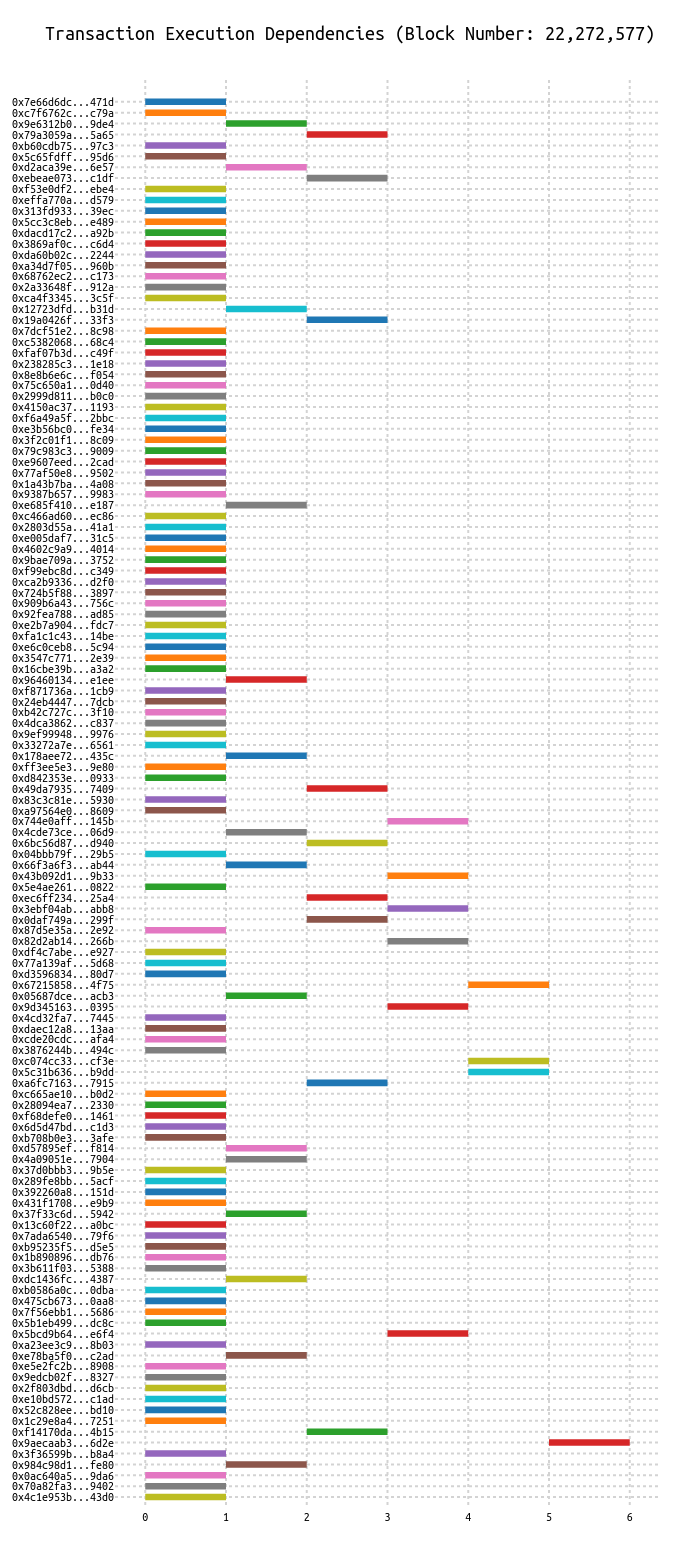 Transaction Execution Dependencies (Block Number: 22,272,577)
0x7e66d6dc...471d
0xc7f6762c...c79a
0x9e6312b0...9de4
0x79a3059a...5a65
0xb60cdb75...97c3
0x5c65fdff...95d6
0xd2aca39e...6e57
0xebeae073...c1df
0xf53e0df2...ebe4
0xeffa770a...d579
0x313fd933...39ec
0x5cc3c8eb...e489
0xdacd17c2...a92b
0x3869af0c...c6d4
0xda60b02c...2244
0xa34d7f05...960b
0x68762ec2...c173
0x2a33648f...912a
0xca4f3345...3c5f
0x12723dfd...b31d
0x19a0426f...33f3
0x7dcf51e2...8c98
0xc5382068...68c4
0xfaf07b3d...c49f
0x238285c3...1e18
0x8e8b6e6c...f054
0x75c650a1...0d40
0x2999d811...b0c0
0x4150ac37...1193
0xf6a49a5f...2bbc
0xe3b56bc0...fe34
0x3f2c01f1...8c09
0x79c983c3...9009
0xe9607eed...2cad
0x77af50e8...9502
0x1a43b7ba...4a08
0x9387b657...9983
0xe685f410...e187
0xc466ad60...ec86
0x2803d55a...41a1
0xe005daf7...31c5
0x4602c9a9...4014
0x9bae709a...3752
0xf99ebc8d...c349
0xca2b9336...d2f0
0x724b5f88...3897
0x909b6a43...756c
0x92fea788...ad85
0xe2b7a904...fdc7
0xfa1c1c43...14be
0xe6c0ceb8...5c94
0x3547c771...2e39
0x16cbe39b...a3a2
0x96460134...e1ee
0xf871736a...1cb9
0x24eb4447...7dcb
0xb42c727c...3f10
0x4dca3862...c837
0x9ef99948...9976
0x33272a7e...6561
0x178aee72...435c
0xff3ee5e3...9e80
0xd842353e...0933
0x49da7935...7409
0x83c3c81e...5930
0xa97564e0...8609
0x744e0aff...145b
0x4cde73ce...06d9
0x6bc56d87...d940
0x04bbb79f...29b5
0x66f3a6f3...ab44
0x43b092d1...9b33
0x5e4ae261...0822
0xec6ff234...25a4
0x3ebf04ab...abb8
0x0daf749a...299f
0x87d5e35a...2e92
0x82d2ab14...266b
0xdf4c7abe...e927
0x77a139af...5d68
0xd3596834...80d7
0x67215858...4f75
0x05687dce...acb3
0x9d345163...0395
0x4cd32fa7...7445
0xdaec12a8...13aa
0xcde20cdc...afa4
0x3876244b...494c
0xc074cc33...cf3e
0x5c31b636...b9dd
0xa6fc7163...7915
0xc665ae10...b0d2
0x28094ea7...2330
0xf68defe0...1461
0x6d5d47bd...c1d3
0xb708b0e3...3afe
0xd57895ef...f814
0x4a09051e...7904
0x37d0bbb3...9b5e
0x289fe8bb...5acf
0x392260a8...151d
0x431f1708...e9b9
0x37f33c6d...5942
0x13c60f22...a0bc
0x7ada6540...79f6
0xb95235f5...d5e5
0x1b890896...db76
0x3b611f03...5388
0xdc1436fc...4387
0xb0586a0c...0dba
0x475cb673...0aa8
0x7f56ebb1...5686
0x5b1eb499...dc8c
0x5bcd9b64...e6f4
0xa23ee3c9...8b03
0xe78ba5f0...c2ad
0xe5e2fc2b...8908
0x9edcb02f...8327
0x2f803dbd...d6cb
0xe10bd572...c1ad
0x52c828ee...bd10
0x1c29e8a4...7251
0xf14170da...4b15
0x9aecaab3...6d2e
0x3f36599b...b8a4
0x984c98d1...fe80
0x0ac640a5...9da6
0x70a82fa3...9402
0x4c1e953b...43d0
0 1 2 3 4 5 6